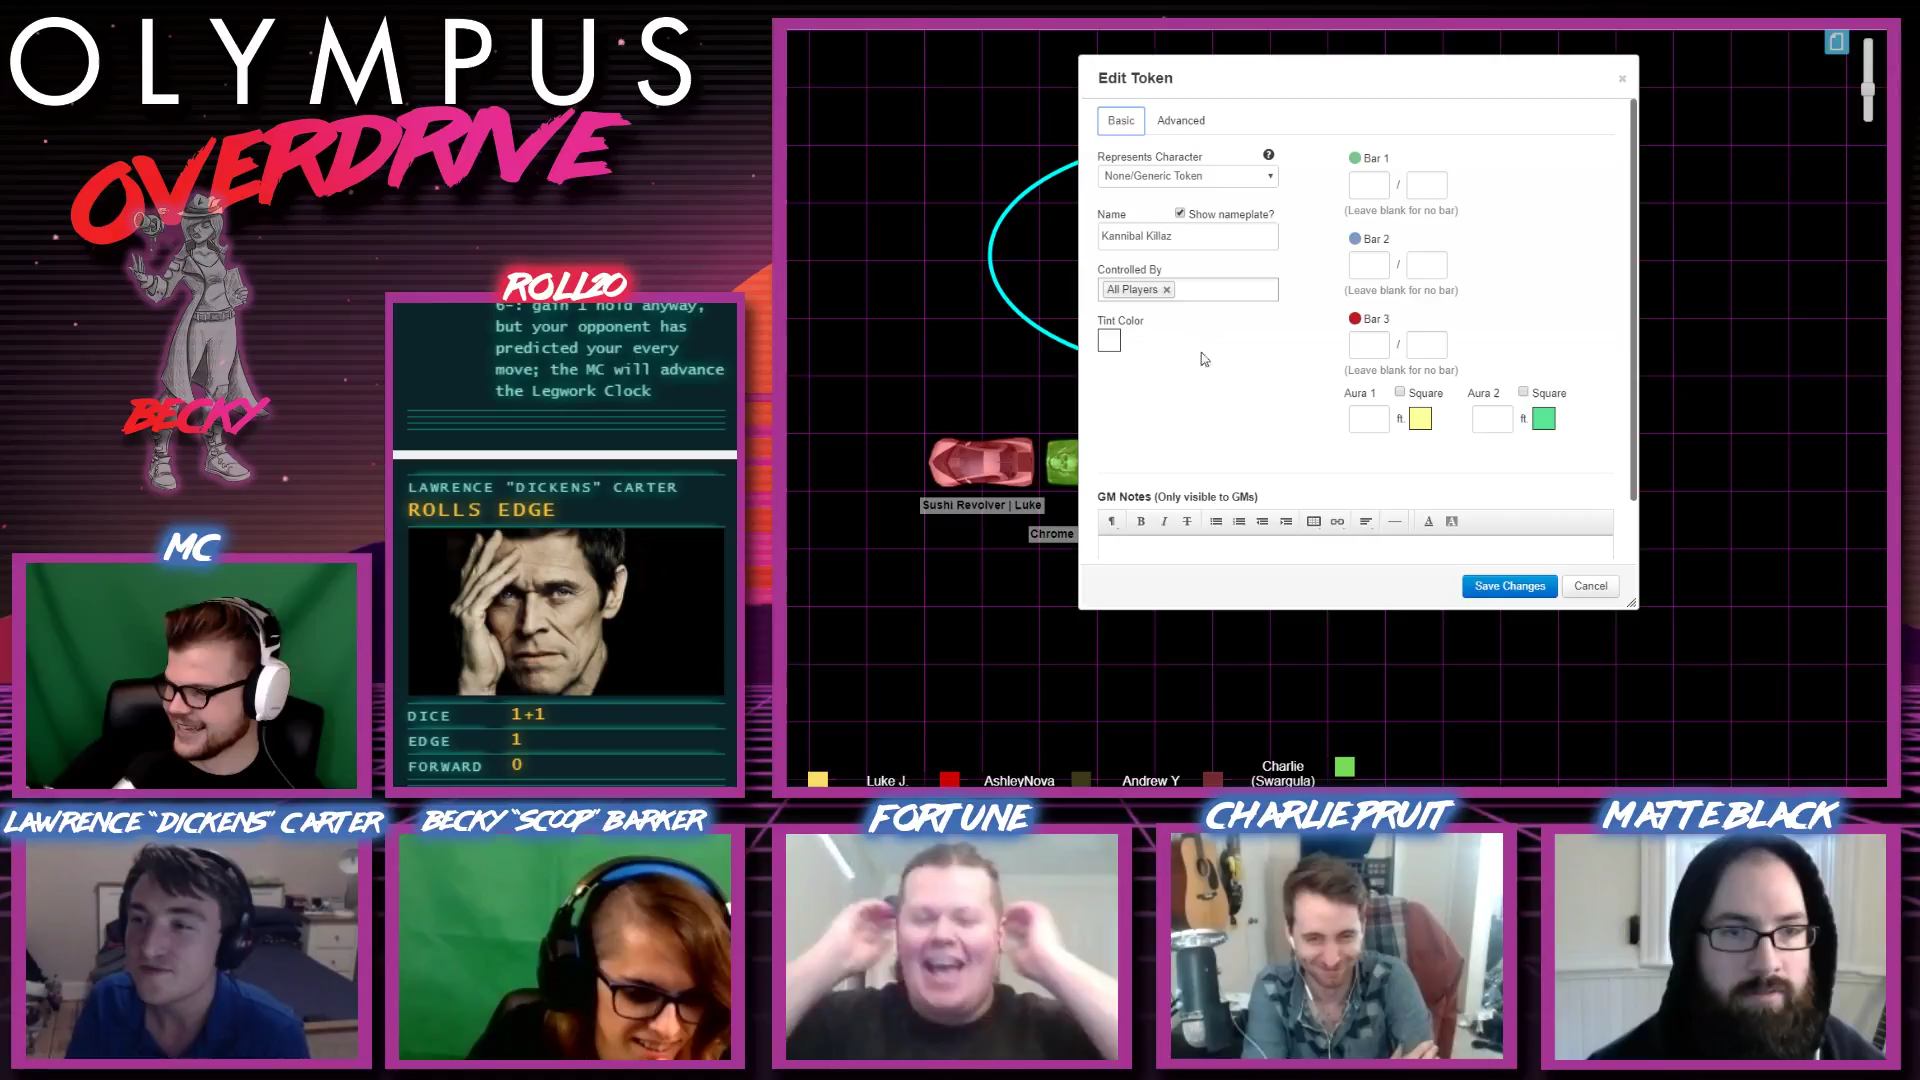 OLYMPUS
OVERDRIVE
BECKY
ROLL20
6-: gain 1 hold anyway,
but your opponent has
predicted your every
move; the MC will advance
the Legwork Clock
LAWRENCE "DICKENS" CARTER
ROLLS EDGE
DICE 1+1
EDGE 1
FORWARD 0
MC
Edit Token
×
Basic Advanced
Represents Character
None/Generic Token
Name Show nameplate?
Kannibal Killaz
Controlled By
All Players ×
Tint Color
Bar 1
/
(Leave blank for no bar)
Bar 2
/
(Leave blank for no bar)
Bar 3
/
(Leave blank for no bar)
Aura 1 Square Aura 2 Square
ft. ft.
GM Notes (Only visible to GMs)
Save Changes Cancel
Sushi Revolver | Luke
Chrome
Luke J. AshleyNova Andrew Y Charlie
(Swargula)
LAWRENCE "DICKENS" CARTER
BECKY "SCOOP" BARKER
FORTUNE
CHARLIE PRUIT
MATTE BLACK